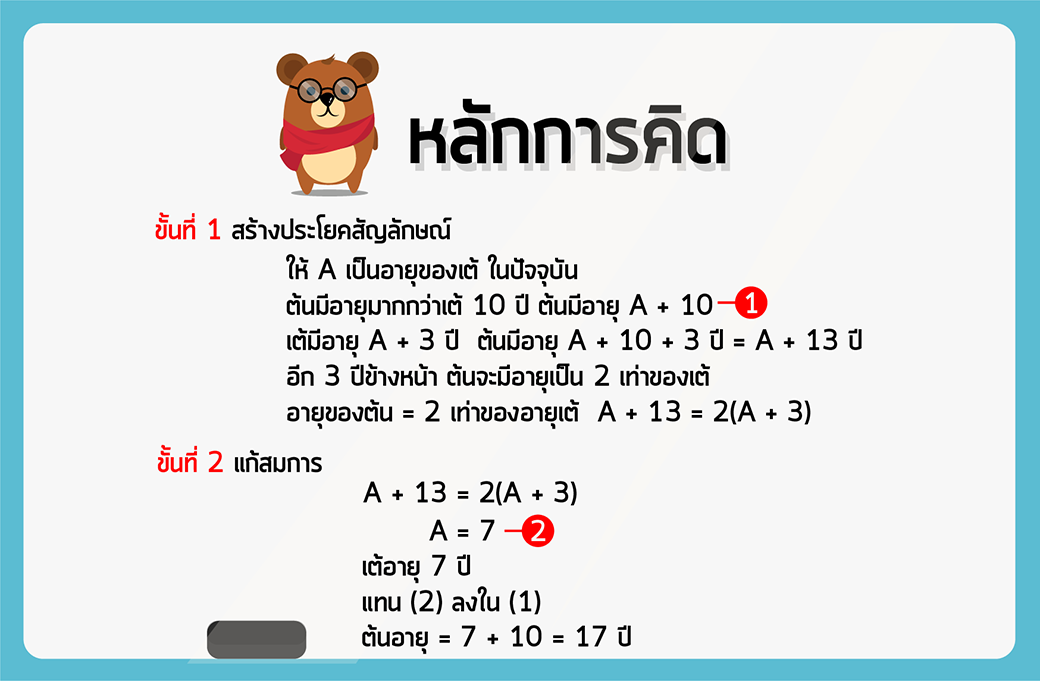 หลักการคิด
ขั้นที่ 1 สร้างประโยคสัญลักษณ์
ให้ A เป็นอายุของเต้ ในปัจจุบัน
ต้นมีอายุมากกว่าเต้ 10 ปี ต้นมีอายุ A + 10 1
เต้มีอายุ A + 3 ปี ต้นมีอายุ A + 10 + 3 ปี = A + 13 ปี
อีก 3 ปีข้างหน้า ต้นจะมีอายุเป็น 2 เท่าของเต้
อายุของต้น = 2 เท่าของอายุเต้ A + 13 = 2(A + 3)
ขั้นที่ 2 แก้สมการ
A + 13 = 2(A + 3)
A = 7 2
เต้อายุ 7 ปี
แทน (2) ลงใน (1)
ต้นอายุ = 7 + 10 = 17 ปี